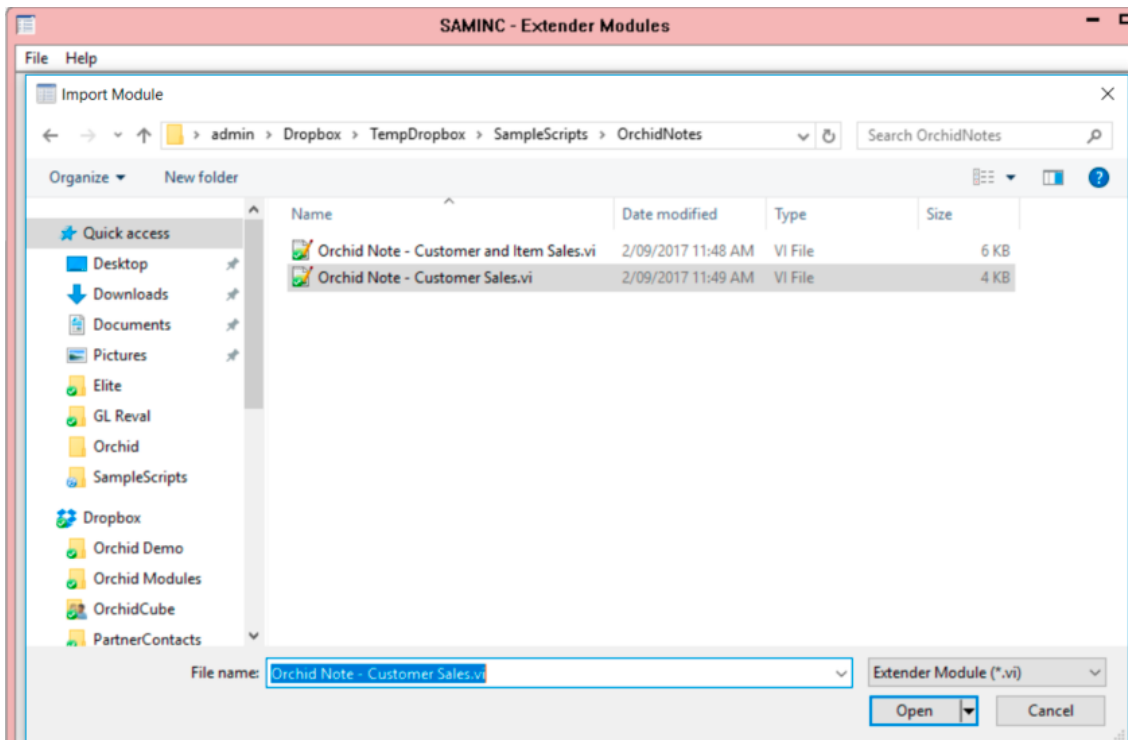 SAMINC - Extender Modules
File Help
Import Module
admin > Dropbox > TempDropbox > SampleScripts > OrchidNotes
Search OrchidNotes
Organize New folder
Name Date modified Type Size
Quick access
Desktop
Downloads
Documents
Pictures
Elite
GL Reval
Orchid
SampleScripts
Dropbox
Orchid Demo
Orchid Modules
OrchidCube
PartnerContacts
Orchid Note - Customer and Item Sales.vi 2/09/2017 11:48 AM VI File 6 KB
Orchid Note - Customer Sales.vi 2/09/2017 11:49 AM VI File 4 KB
File name: Orchid Note - Customer Sales.vi Extender Module (*.vi)
Open Cancel